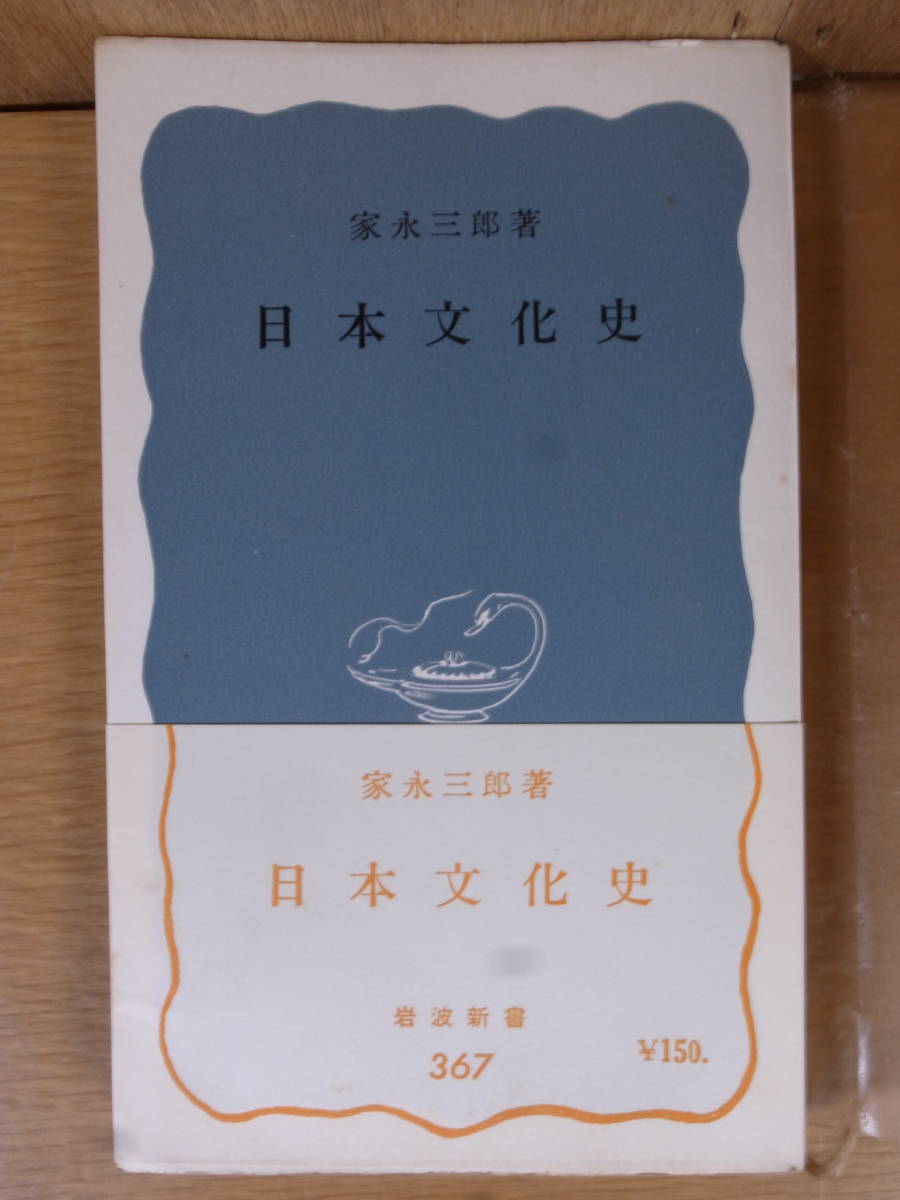 家永三郎著
日本文化史
家永三郎著
日本文化史
岩波新書
367
¥150.